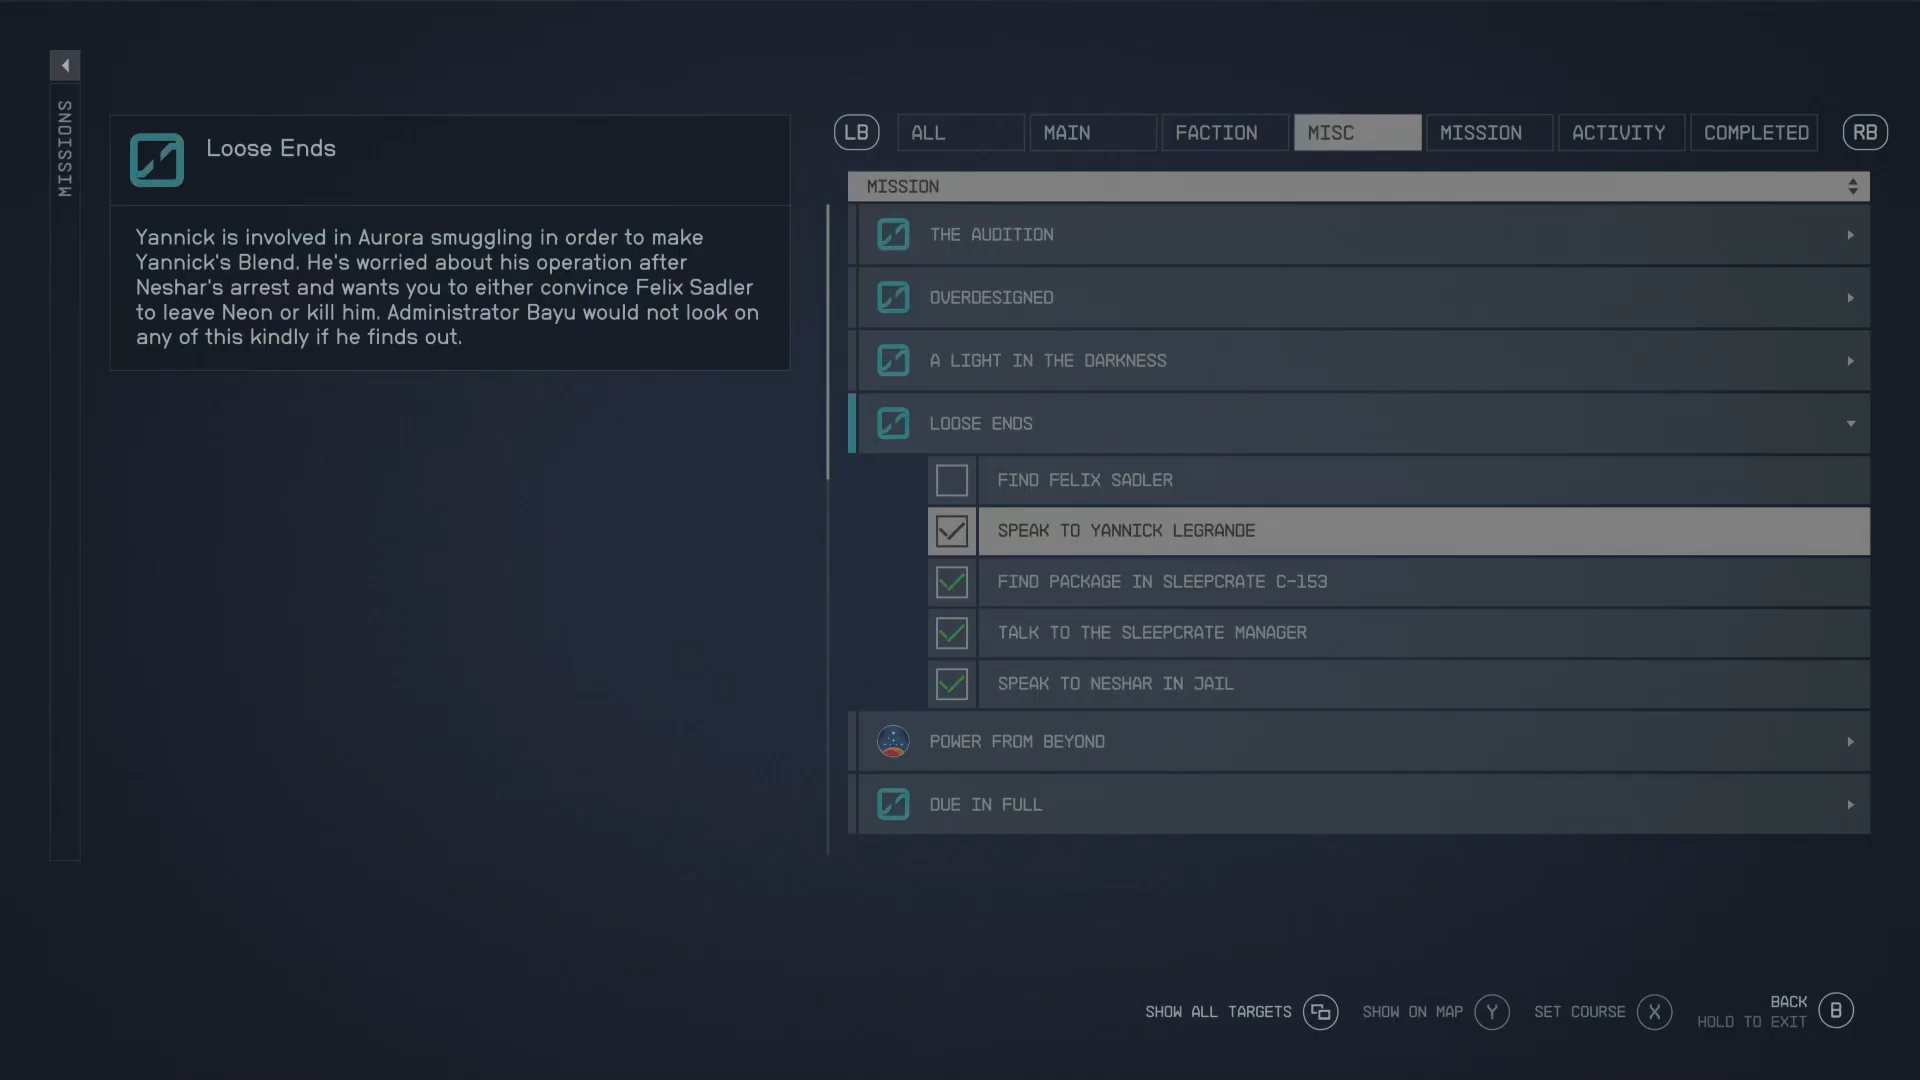 MISSIONS
Loose Ends
Yannick is involved in Aurora smuggling in order to make
Yannick's Blend. He's worried about his operation after
Neshar's arrest and wants you to either convince Felix Sadler
to leave Neon or kill him. Administrator Bayu would not look on
any of this kindly if he finds out.
LB ALL MAIN FACTION MISC MISSION ACTIVITY COMPLETED RB
MISSION
THE AUDITION
OVERDESIGNED
A LIGHT IN THE DARKNESS
LOOSE ENDS
FIND FELIX SADLER
SPEAK TO YANNICK LEGRANDE
FIND PACKAGE IN SLEEPCRATE C-153
TALK TO THE SLEEPCRATE MANAGER
SPEAK TO NESHAR IN JAIL
POWER FROM BEYOND
DUE IN FULL
SHOW ALL TARGETS SHOW ON MAP Y SET COURSE X BACK B
HOLD TO EXIT